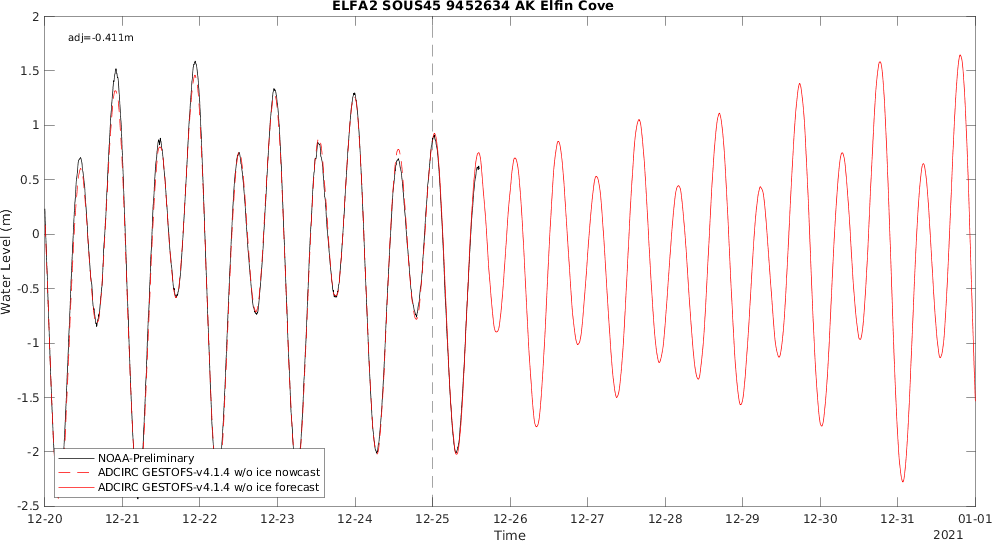 ELFA2 SOUS45 9452634 AK Elfin Cove
adj=-0.411m
2
1.5
1
0.5
0
-0.5
-1
-1.5
-2
-2.5
Water Level (m)
NOAA-Preliminary
ADCIRC GESTOFS-v4.1.4 w/o ice nowcast
ADCIRC GESTOFS-v4.1.4 w/o ice forecast
12-20 12-21 12-22 12-23 12-24 12-25 12-26 12-27 12-28 12-29 12-30 12-31 01-01
Time
2021